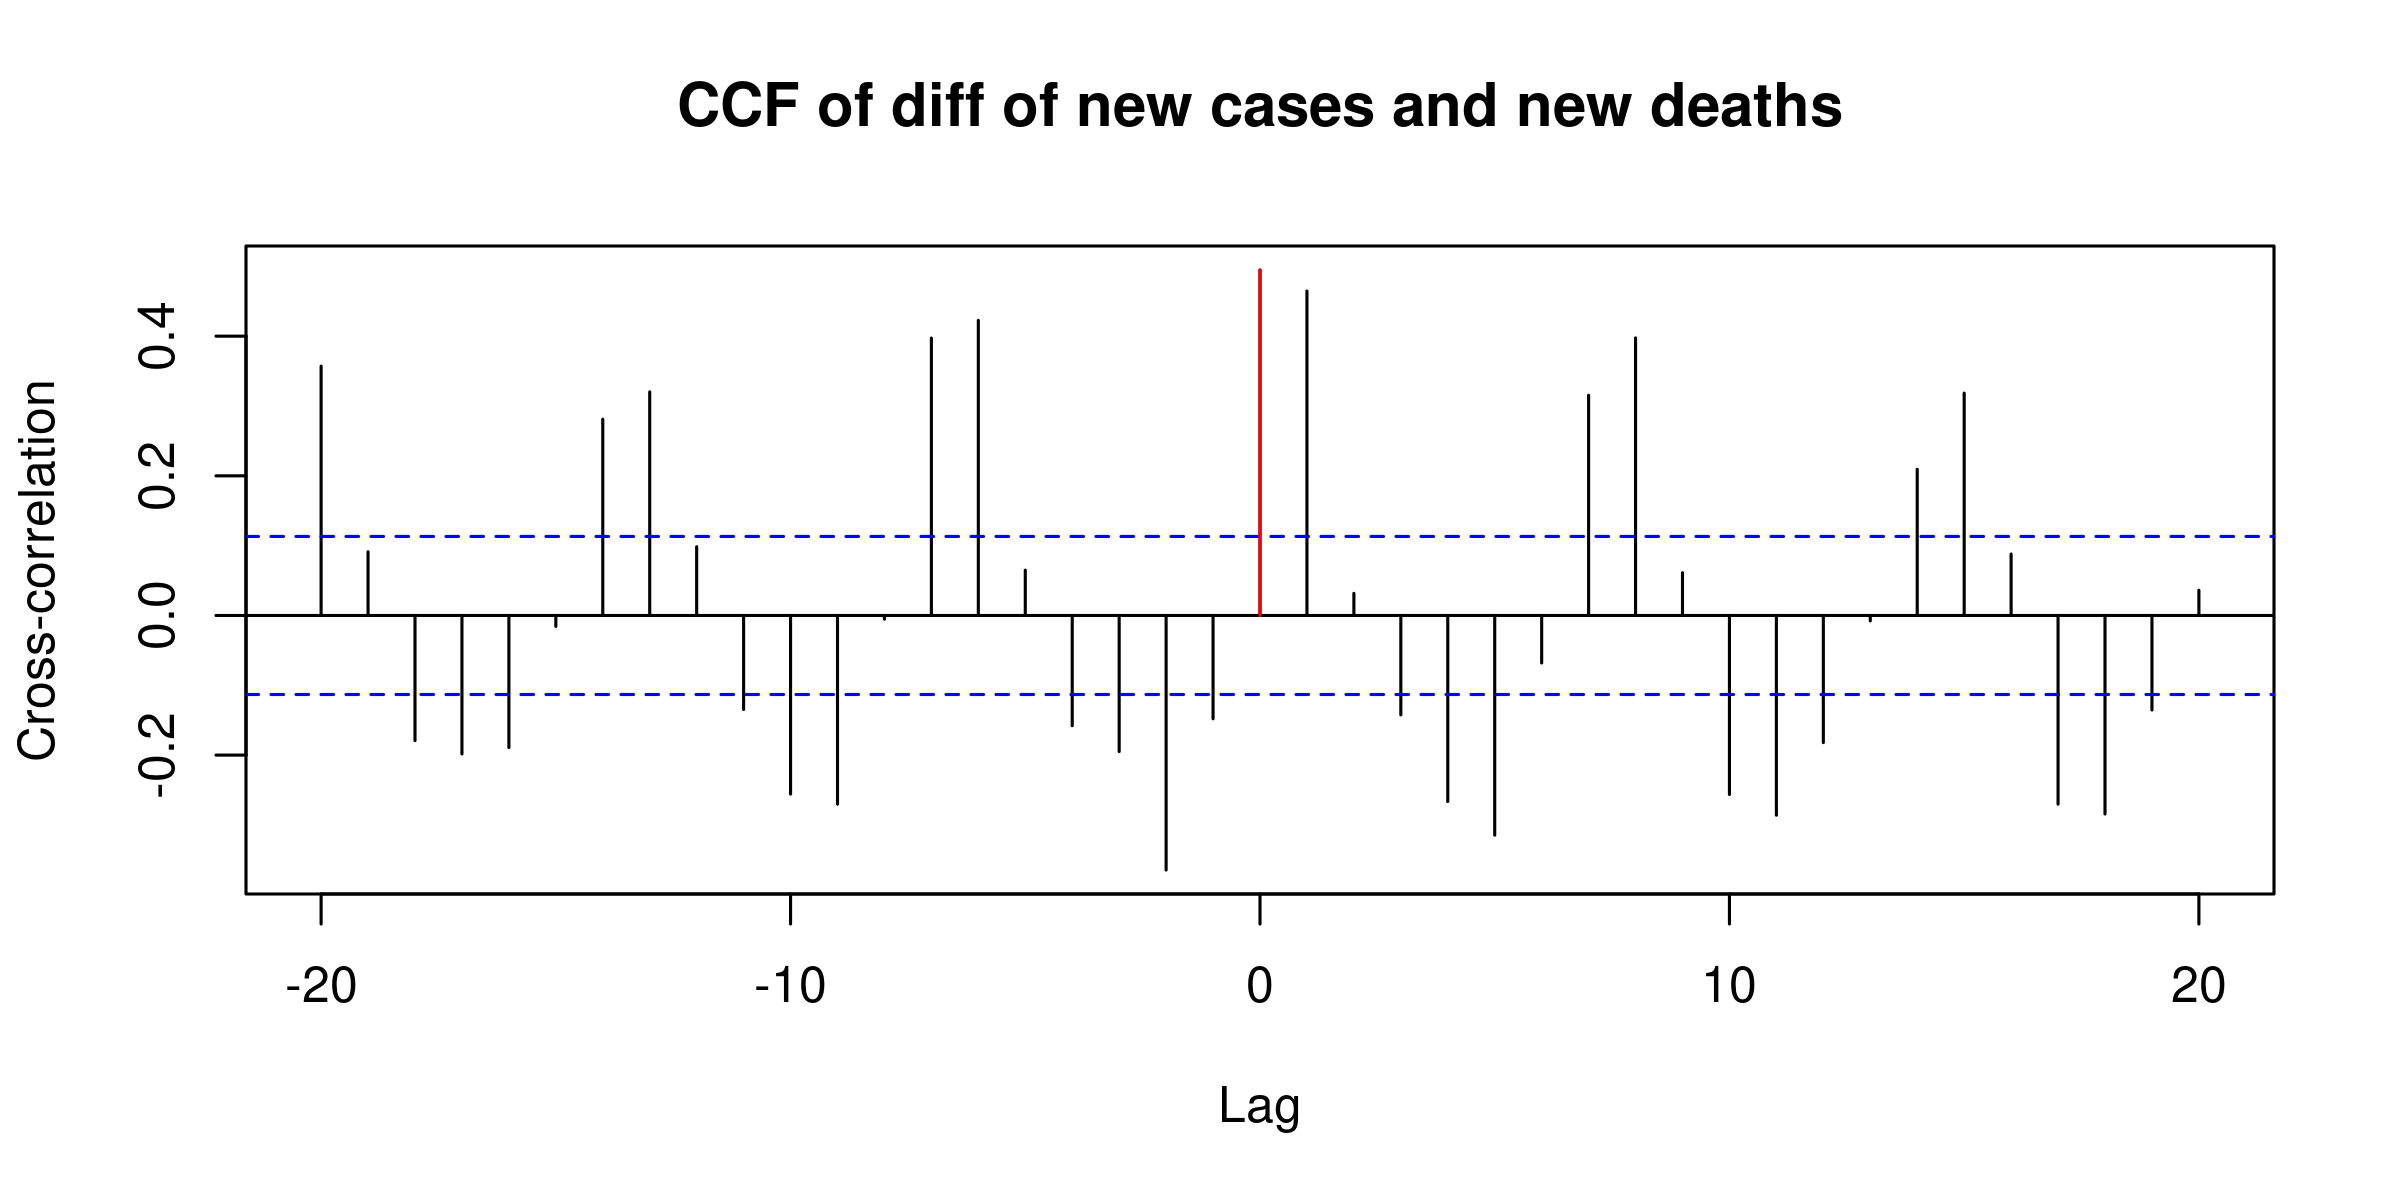 CCF of diff of new cases and new deaths
Cross-correlation
0.4
0.2
0.0
-0.2
-20 -10 0 10 20
Lag